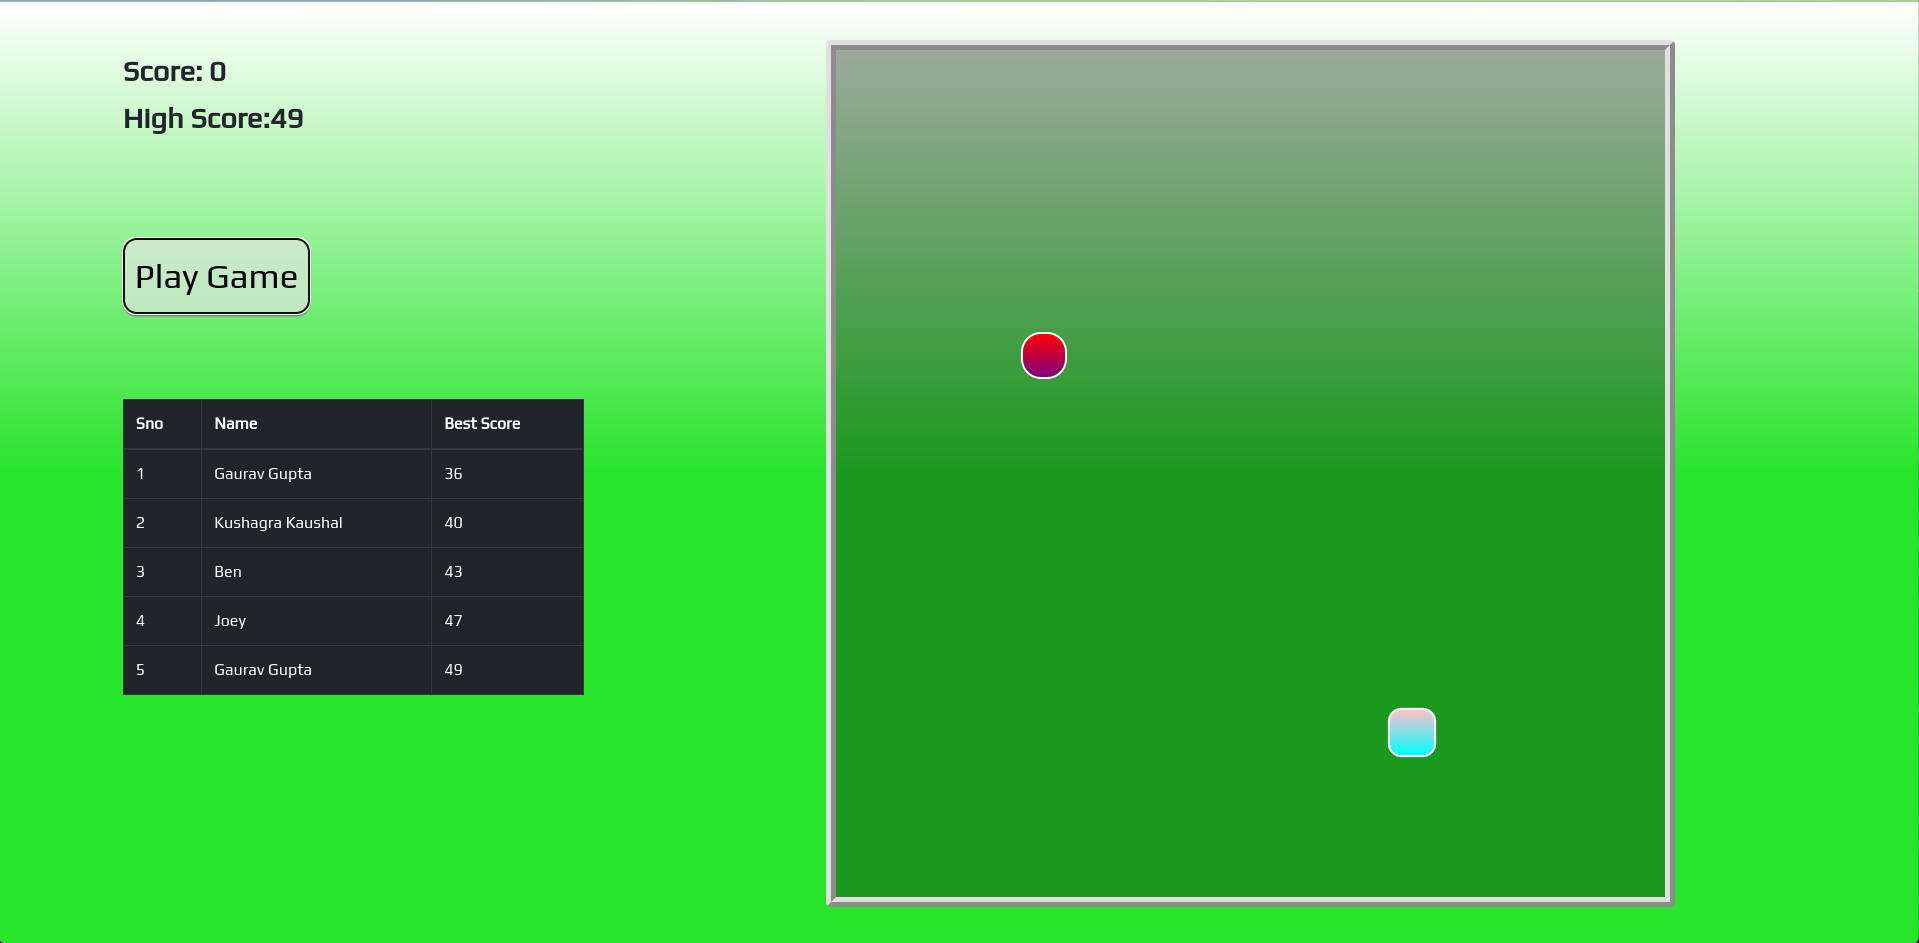 Score: 0
High Score:49
Play Game
Sno Name Best Score
1 Gaurav Gupta 36
2 Kushagra Kaushal 40
3 Ben 43
4 Joey 47
5 Gaurav Gupta 49